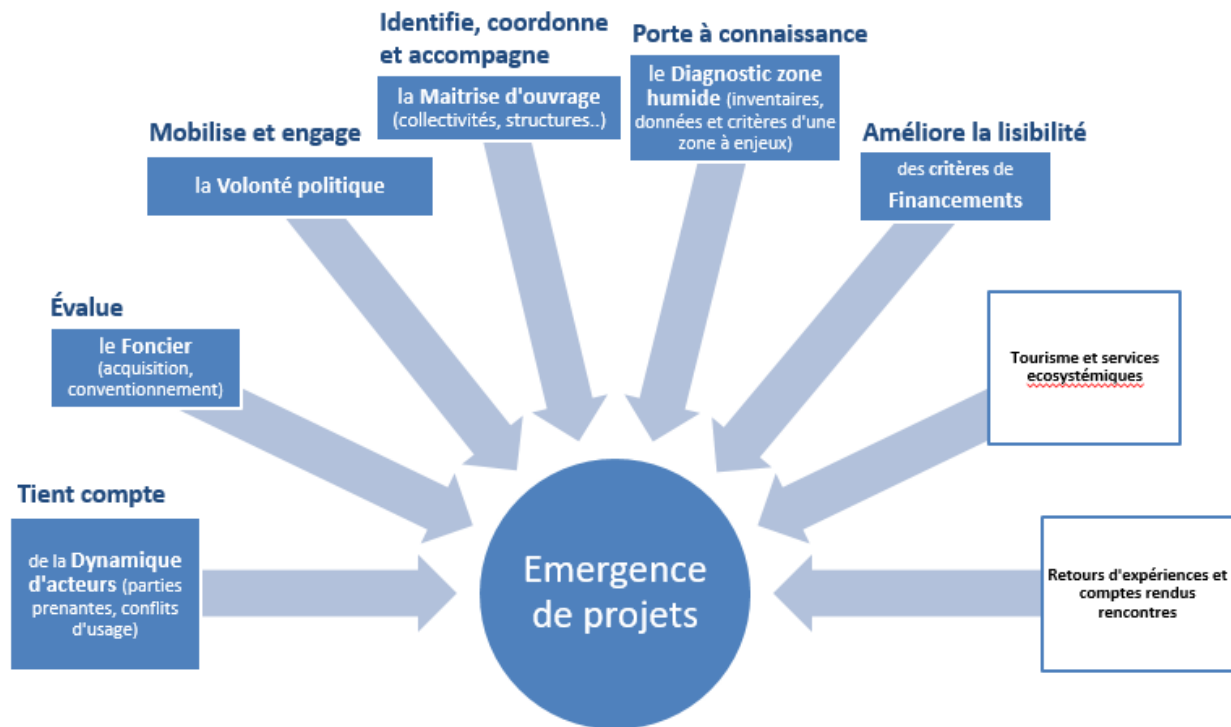 Identifie, coordonne
et accompagne
la Maitrise d'ouvrage
(collectivités, structures..)
Porte à connaissance
le Diagnostic zone
humide (inventaires,
données et critères d'une
zone à enjeux)
Mobilise et engage
la Volonté politique
Améliore la lisibilité
des critères de
Financements
Évalue
le Foncier
(acquisition,
conventionnement)
Tourisme et services
ecosystémiques
Tient compte
de la Dynamique
d'acteurs (parties
prenantes, conflits
d'usage)
Emergence
de projets
Retours d'expériences et
comptes rendus
rencontres